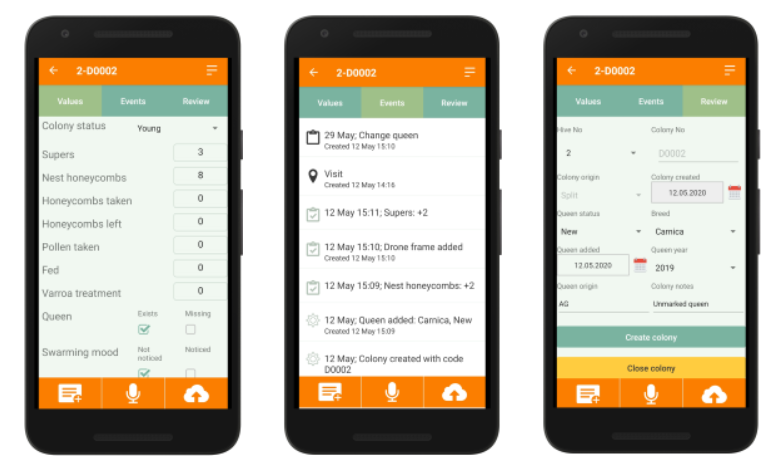 2-D0002
Values Events Review
Colony status Young
Supers 3
Nest honeycombs 8
Honeycombs taken 0
Honeycombs left 0
Pollen taken 0
Fed 0
Varroa treatment 0
Queen Exists Missing
Swarming mood Not noticed Noticed
2-D0002
Values Events Review
29 May; Change queen
Created 12 May 15:10
Visit
Created 12 May 14:16
12 May 15:11; Supers: +2
12 May 15:10; Drone frame added
Created 12 May 15:10
12 May 15:09; Nest honeycombs: +2
12 May; Queen added: Carnica, New
Created 12 May 15:09
12 May; Colony created with code
D0002
2-D0002
Values Events Review
Hive No Colony No
2 D0002
Colony origin Colony created
Split 12.05.2020
Queen status Breed
New Carnica
Queen added Queen year
12.05.2020 2019
Queen origin Colony notes
AG Unmarked queen
Create colony
Close colony